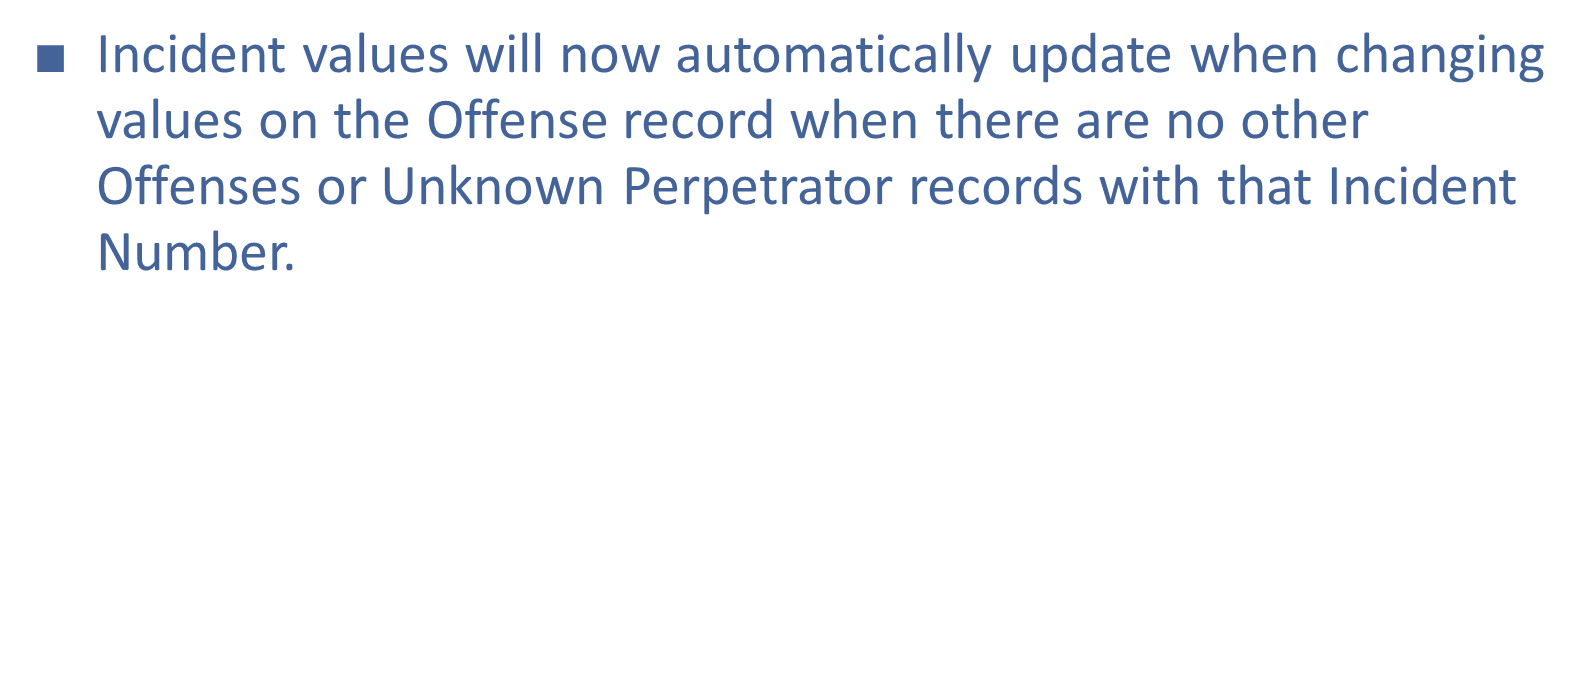 ■ Incident values will now automatically update when changing
values on the Offense record when there are no other
Offenses or Unknown Perpetrator records with that Incident
Number.